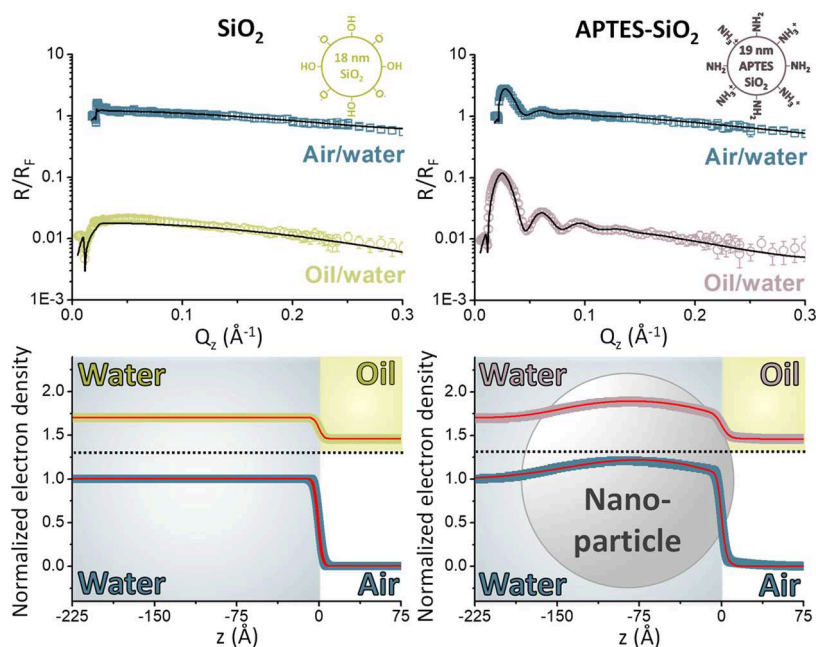 SiO₂
APTES-SiO₂
OH
O⁻
O⁻
HO
18 nm
SiO₂
OH
O⁻
O⁻
OH
NH₂
NH₃⁺
NH₃⁺
NH₂
19 nm
APTES
SiO₂
NH₂
NH₃⁺
NH₃⁺
NH₂
R/R_F
10
1
0.1
0.01
1E-3
Air/water
Oil/water
0.0
0.1
0.2
0.3
Q_z (Å⁻¹)
R/R_F
10
1
0.1
0.01
1E-3
Air/water
Oil/water
0.0
0.1
0.2
0.3
Q_z (Å⁻¹)
Normalized electron density
2.0
1.5
1.0
0.5
0.0
Water
Oil
Water
Air
-225
-150
-75
0
75
z (Å)
Normalized electron density
2.0
1.5
1.0
0.5
0.0
Water
Oil
Nano-
particle
Water
Air
-225
-150
-75
0
75
z (Å)